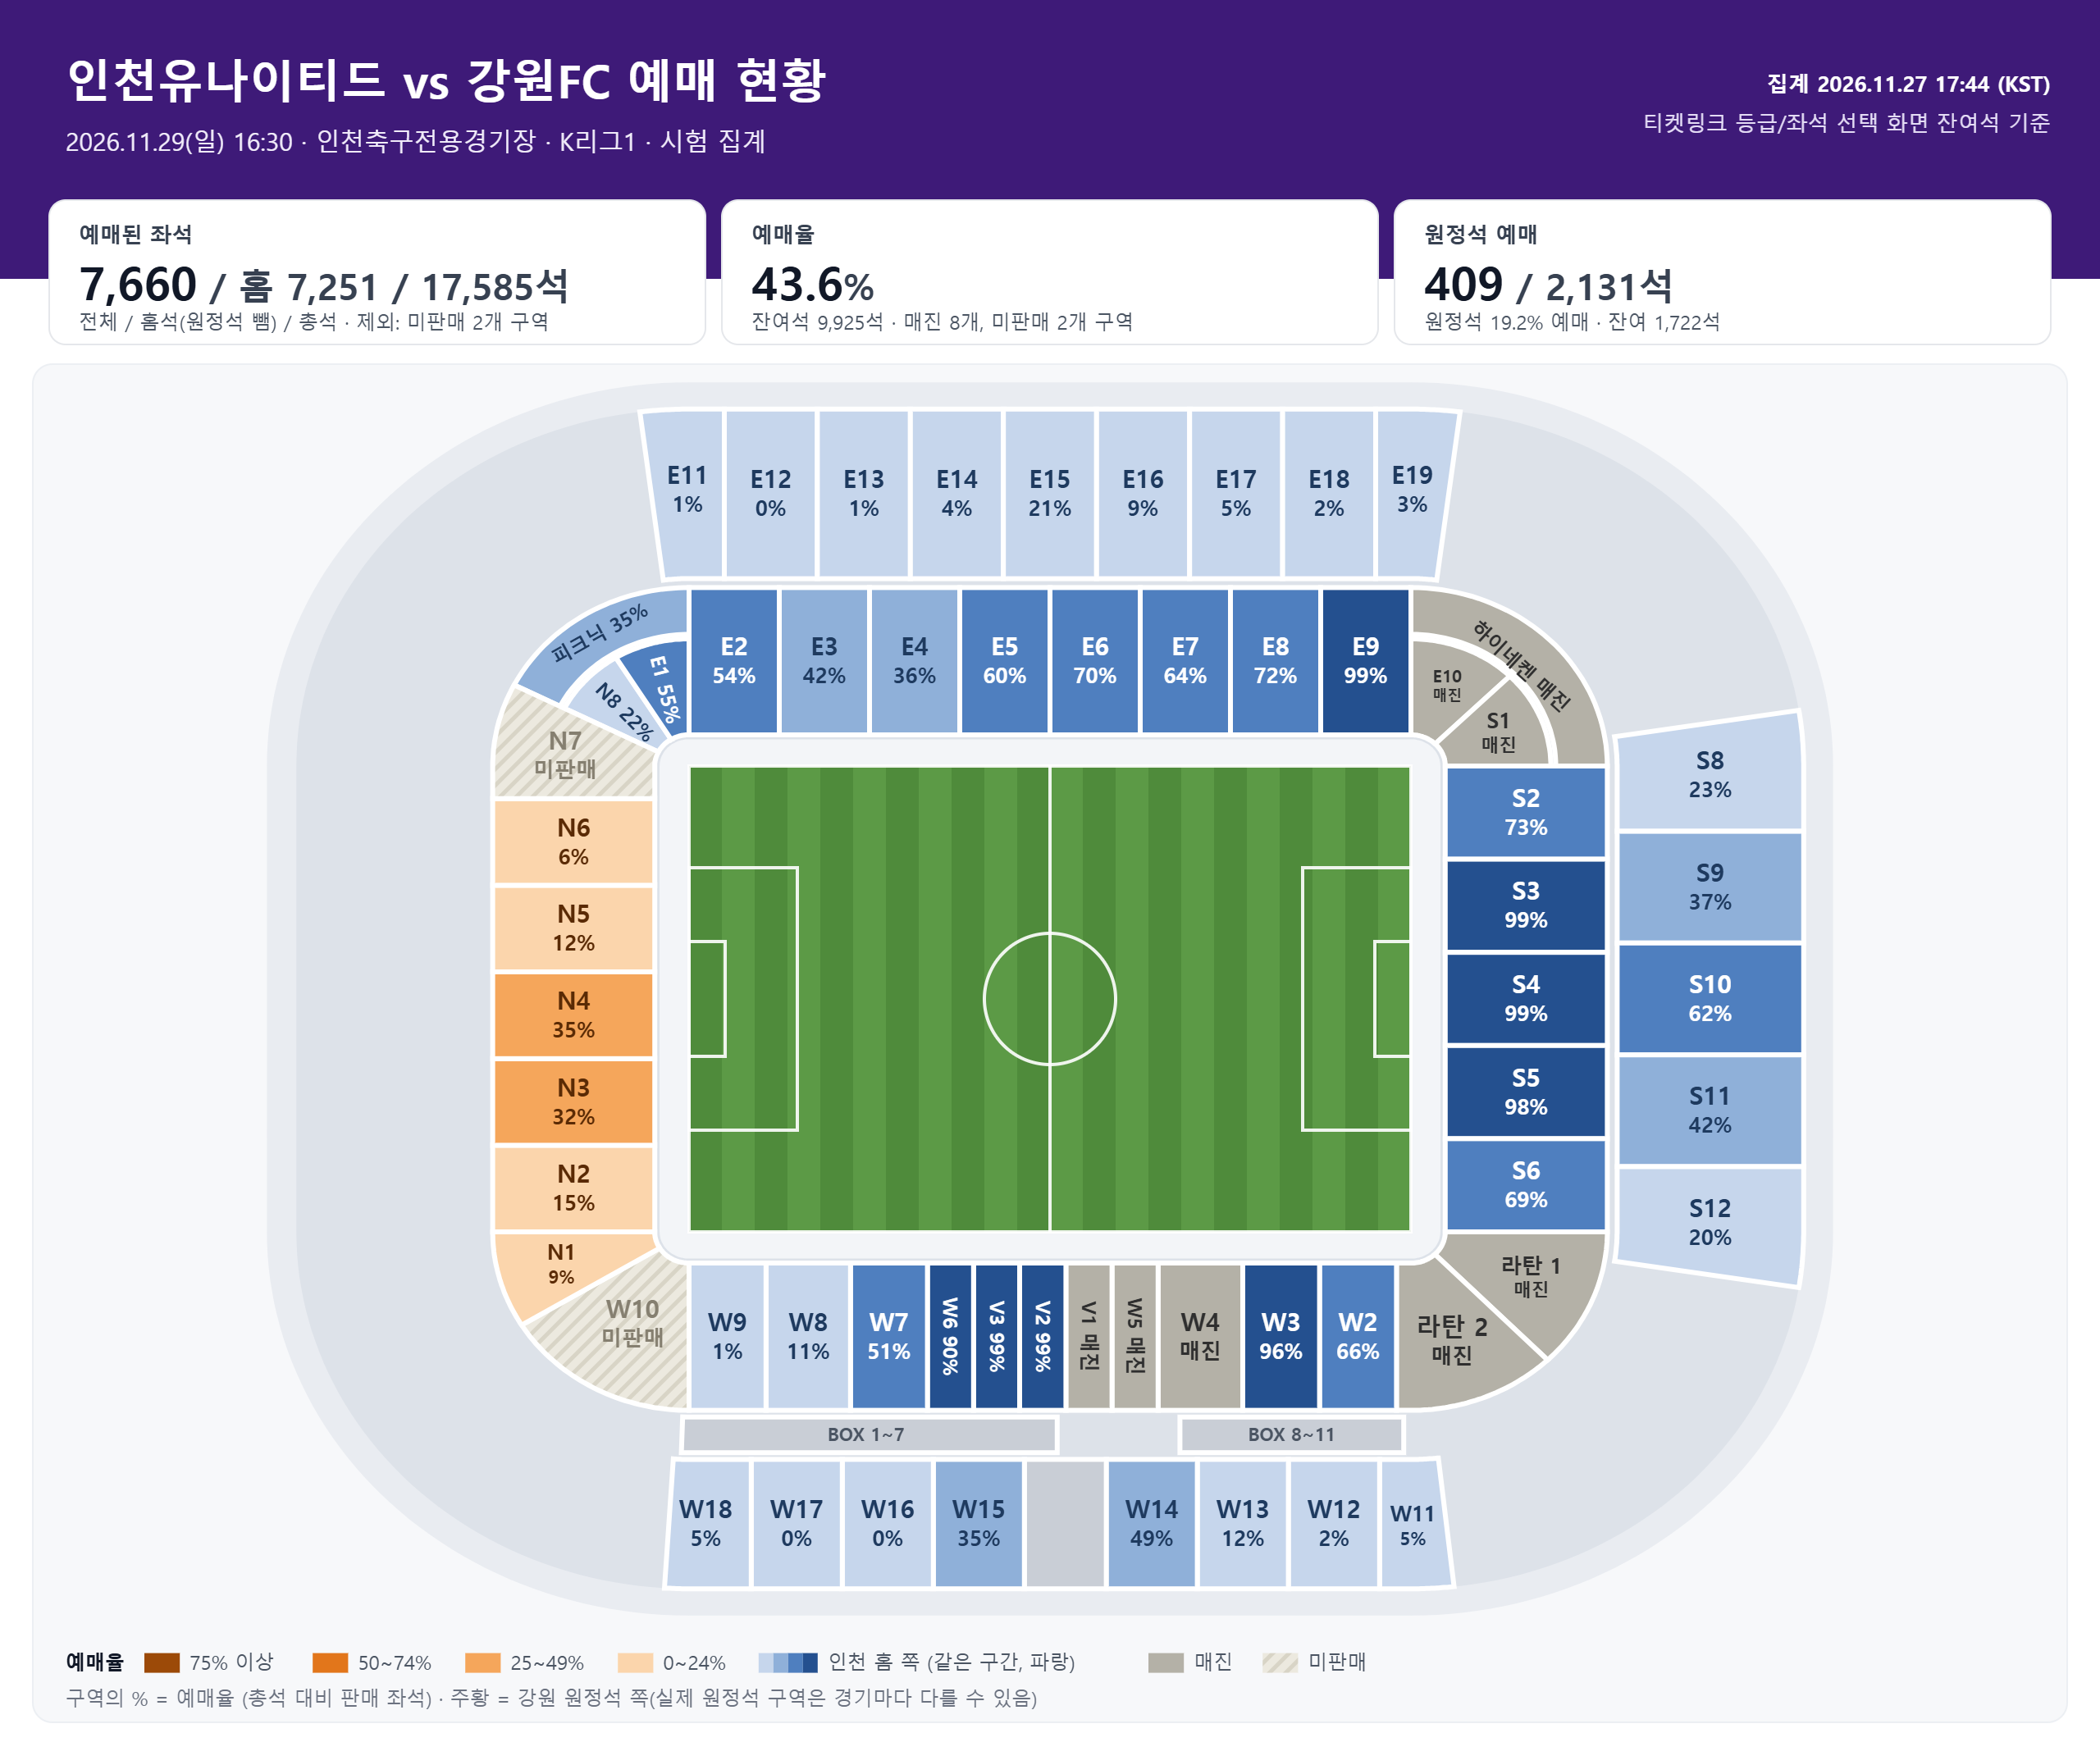 인천유나이티드 vs 강원FC 예매 현황
2026.11.29(일) 16:30 · 인천축구전용경기장 · K리그1 · 시험 집계
집계 2026.11.27 17:44 (KST)
티켓링크 등급/좌석 선택 화면 잔여석 기준
예매된 좌석
7,660 / 홈 7,251 / 17,585석
전체 / 홈석(원정석 뺌) / 총석 · 제외: 미판매 2개 구역
예매율
43.6%
잔여석 9,925석 · 매진 8개, 미판매 2개 구역
원정석 예매
409 / 2,131석
원정석 19.2% 예매 · 잔여 1,722석
E11
1%
E12
0%
E13
1%
E14
4%
E15
21%
E16
9%
E17
5%
E18
2%
E19
3%
피크닉 35%
N8 22%
E1 55%
E2
54%
E3
42%
E4
36%
E5
60%
E6
70%
E7
64%
E8
72%
E9
99%
E10
매진
하이네켄 매진
S1
매진
N7
미판매
N6
6%
N5
12%
N4
35%
N3
32%
N2
15%
N1
9%
W10
미판매
S2
73%
S3
99%
S4
99%
S5
98%
S6
69%
S8
23%
S9
37%
S10
62%
S11
42%
S12
20%
라탄 1
매진
라탄 2
매진
W9
1%
W8
11%
W7
51%
W6 90%
V3 99%
V2 99%
V1 매진
W5 매진
W4
매진
W3
96%
W2
66%
BOX 1~7
BOX 8~11
W18
5%
W17
0%
W16
0%
W15
35%
W14
49%
W13
12%
W12
2%
W11
5%
예매율 75% 이상 50~74% 25~49% 0~24% 인천 홈 쪽 (같은 구간, 파랑) 매진 미판매
구역의 % = 예매율 (총석 대비 판매 좌석) · 주황 = 강원 원정석 쪽(실제 원정석 구역은 경기마다 다를 수 있음)